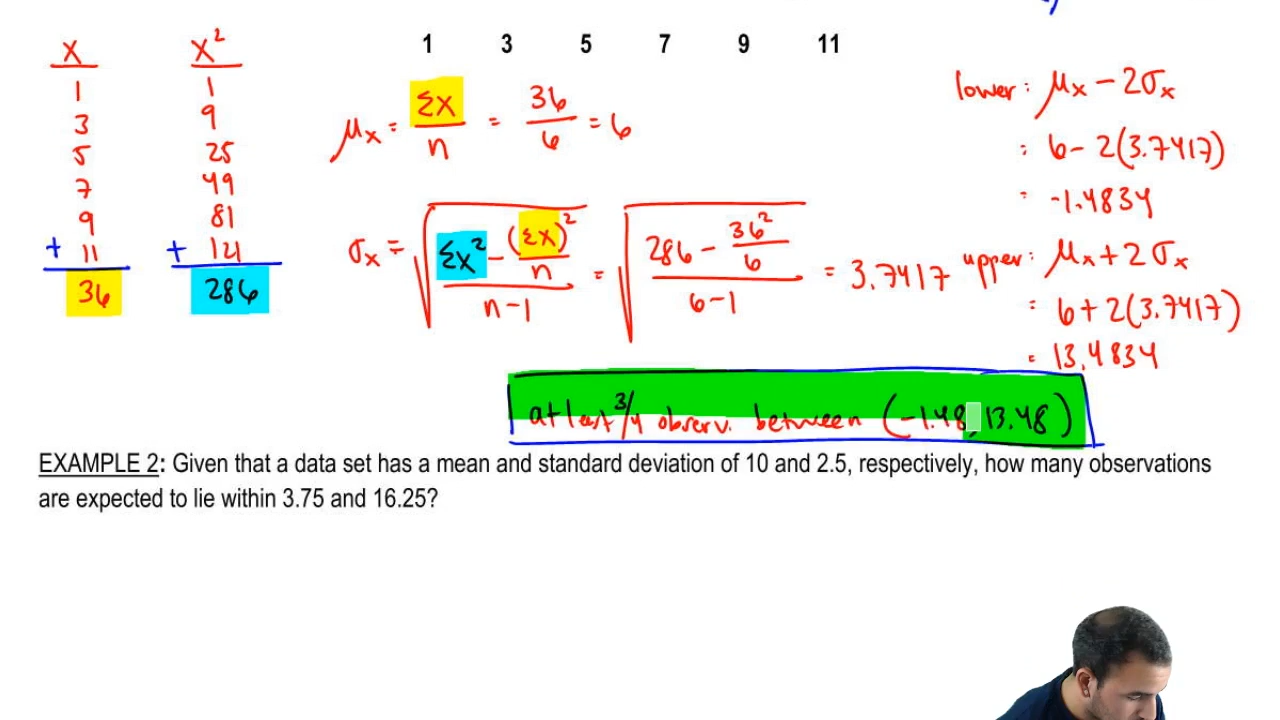 1 3 5 7 9 11
x x²
1 1
3 9
5 25
7 49
9 81
+ 11 + 121
36 286
μx = Σx/n = 36/6 = 6
σx = √((Σx² - (Σx)²/n)/(n-1)) = √((286 - 36²/6)/(6-1)) = 3.7417
lower: μx - 2σx
: 6 - 2(3.7417)
= -1.4834
upper: μx + 2σx
= 6 + 2(3.7417)
= 13.4834
at least 3/4 observ. between (-1.48, 13.48)
EXAMPLE 2: Given that a data set has a mean and standard deviation of 10 and 2.5, respectively, how many observations
are expected to lie within 3.75 and 16.25?